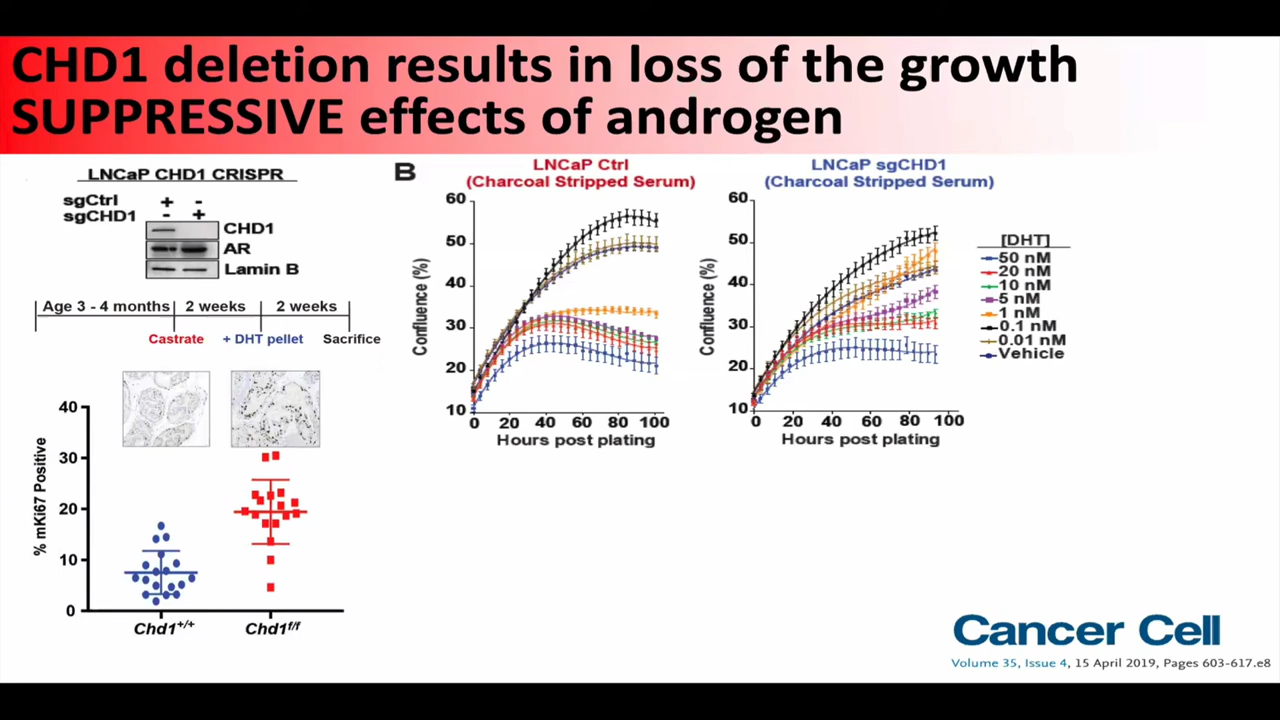 CHD1 deletion results in loss of the growth
SUPPRESSIVE effects of androgen
LNCaP CHD1 CRISPR
sgCtrl + -
sgCHD1 - +
CHD1
AR
Lamin B
Age 3 - 4 months 2 weeks 2 weeks
Castrate + DHT pellet Sacrifice
% mKi67 Positive
40
30
20
10
0
Chd1+/+ Chd1f/f
B
LNCaP Ctrl
(Charcoal Stripped Serum)
Confluence (%)
60
50
40
30
20
10
0 20 40 60 80 100
Hours post plating
LNCaP sgCHD1
(Charcoal Stripped Serum)
Confluence (%)
60
50
40
30
20
10
0 20 40 60 80 100
Hours post plating
[DHT]
50 nM
20 nM
10 nM
5 nM
1 nM
0.1 nM
0.01 nM
Vehicle
Cancer Cell
Volume 35, Issue 4, 15 April 2019, Pages 603-617.e8